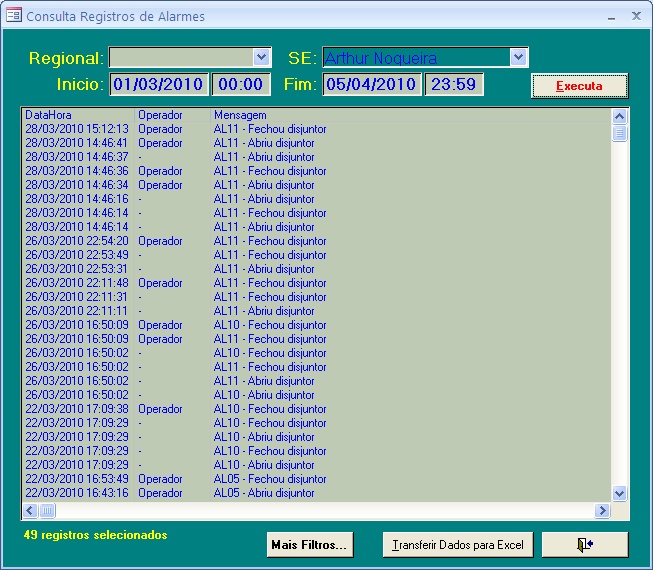 Consulta Registros de Alarmes
Regional: SE: Arthur Nogueira
Inicio: 01/03/2010 00:00 Fim: 05/04/2010 23:59 Executa
DataHora Operador Mensagem
28/03/2010 15:12:13 Operador AL11 - Fechou disjuntor
28/03/2010 14:46:41 Operador AL11 - Abriu disjuntor
28/03/2010 14:46:37 - AL11 - Abriu disjuntor
28/03/2010 14:46:36 Operador AL11 - Fechou disjuntor
28/03/2010 14:46:34 Operador AL11 - Abriu disjuntor
28/03/2010 14:46:16 - AL11 - Abriu disjuntor
28/03/2010 14:46:14 - AL11 - Fechou disjuntor
28/03/2010 14:46:14 - AL11 - Abriu disjuntor
26/03/2010 22:54:20 Operador AL11 - Fechou disjuntor
26/03/2010 22:53:49 - AL11 - Fechou disjuntor
26/03/2010 22:53:31 - AL11 - Abriu disjuntor
26/03/2010 22:11:48 Operador AL11 - Fechou disjuntor
26/03/2010 22:11:31 - AL11 - Fechou disjuntor
26/03/2010 22:11:11 - AL11 - Abriu disjuntor
26/03/2010 16:50:09 Operador AL10 - Fechou disjuntor
26/03/2010 16:50:09 Operador AL11 - Fechou disjuntor
26/03/2010 16:50:02 - AL10 - Fechou disjuntor
26/03/2010 16:50:02 - AL11 - Fechou disjuntor
26/03/2010 16:50:02 - AL11 - Abriu disjuntor
26/03/2010 16:50:02 - AL10 - Abriu disjuntor
22/03/2010 17:09:38 Operador AL10 - Fechou disjuntor
22/03/2010 17:09:29 - AL10 - Fechou disjuntor
22/03/2010 17:09:29 - AL10 - Abriu disjuntor
22/03/2010 17:09:29 - AL10 - Fechou disjuntor
22/03/2010 17:09:29 - AL10 - Abriu disjuntor
22/03/2010 16:53:49 Operador AL05 - Fechou disjuntor
22/03/2010 16:43:16 Operador AL05 - Abriu disjuntor
49 registros selecionados
Mais Filtros... Transferir Dados para Excel